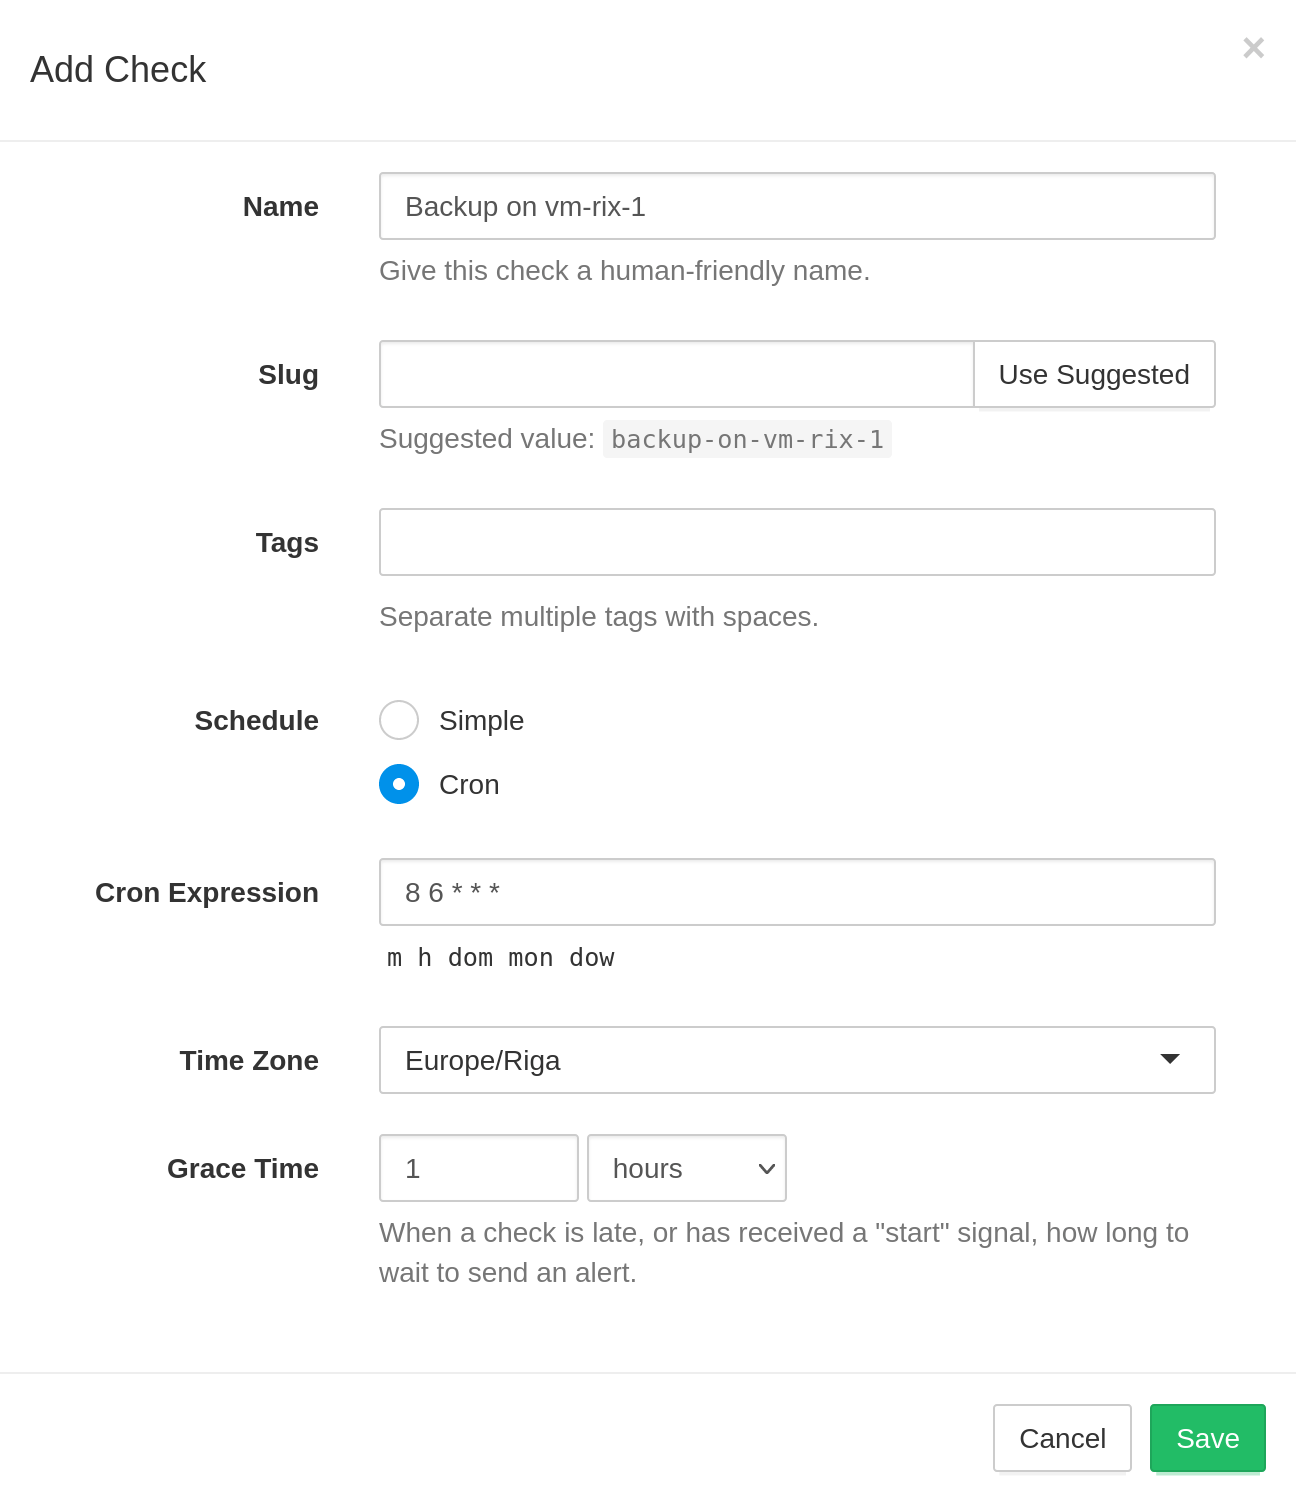 Add Check
×
Name
Backup on vm-rix-1
Give this check a human-friendly name.
Slug
Use Suggested
Suggested value: backup-on-vm-rix-1
Tags
Separate multiple tags with spaces.
Schedule
Simple
Cron
Cron Expression
8 6 * * *
m h dom mon dow
Time Zone
Europe/Riga
Grace Time
1
hours
When a check is late, or has received a "start" signal, how long to
wait to send an alert.
Cancel
Save